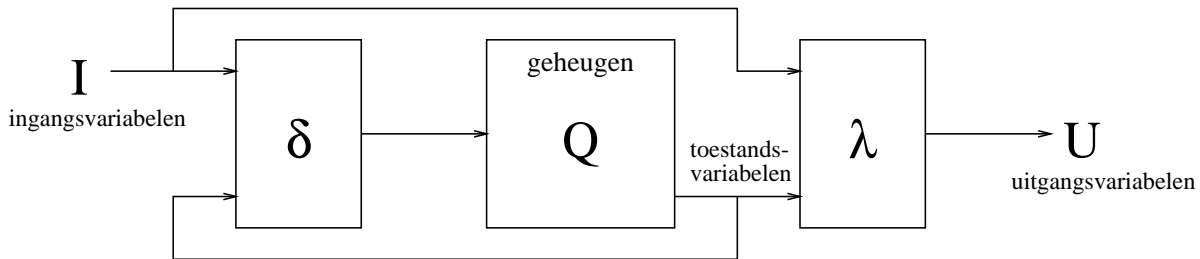 I
ingangsvariabelen
δ
geheugen
Q
toestands-
variabelen
λ
U
uitgangsvariabelen